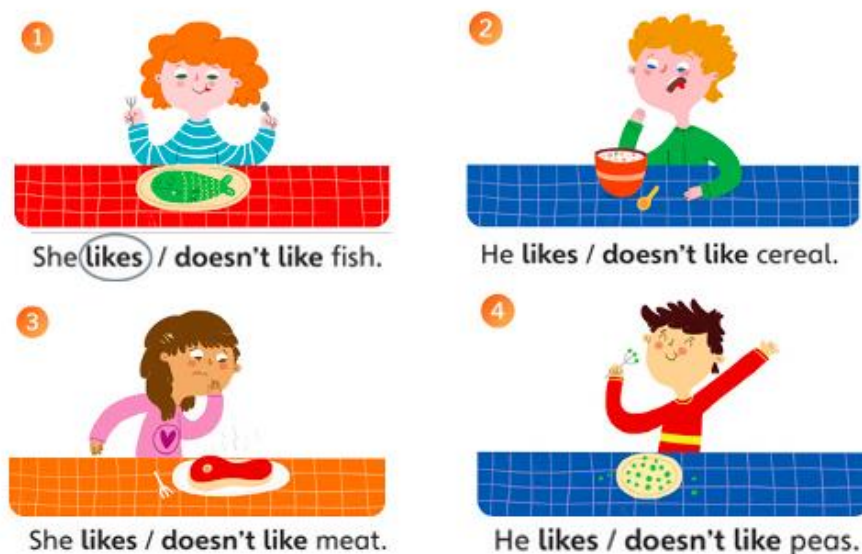 1
She likes / doesn't like fish.
2
He likes / doesn't like cereal.
3
She likes / doesn't like meat.
4
He likes / doesn't like peas.